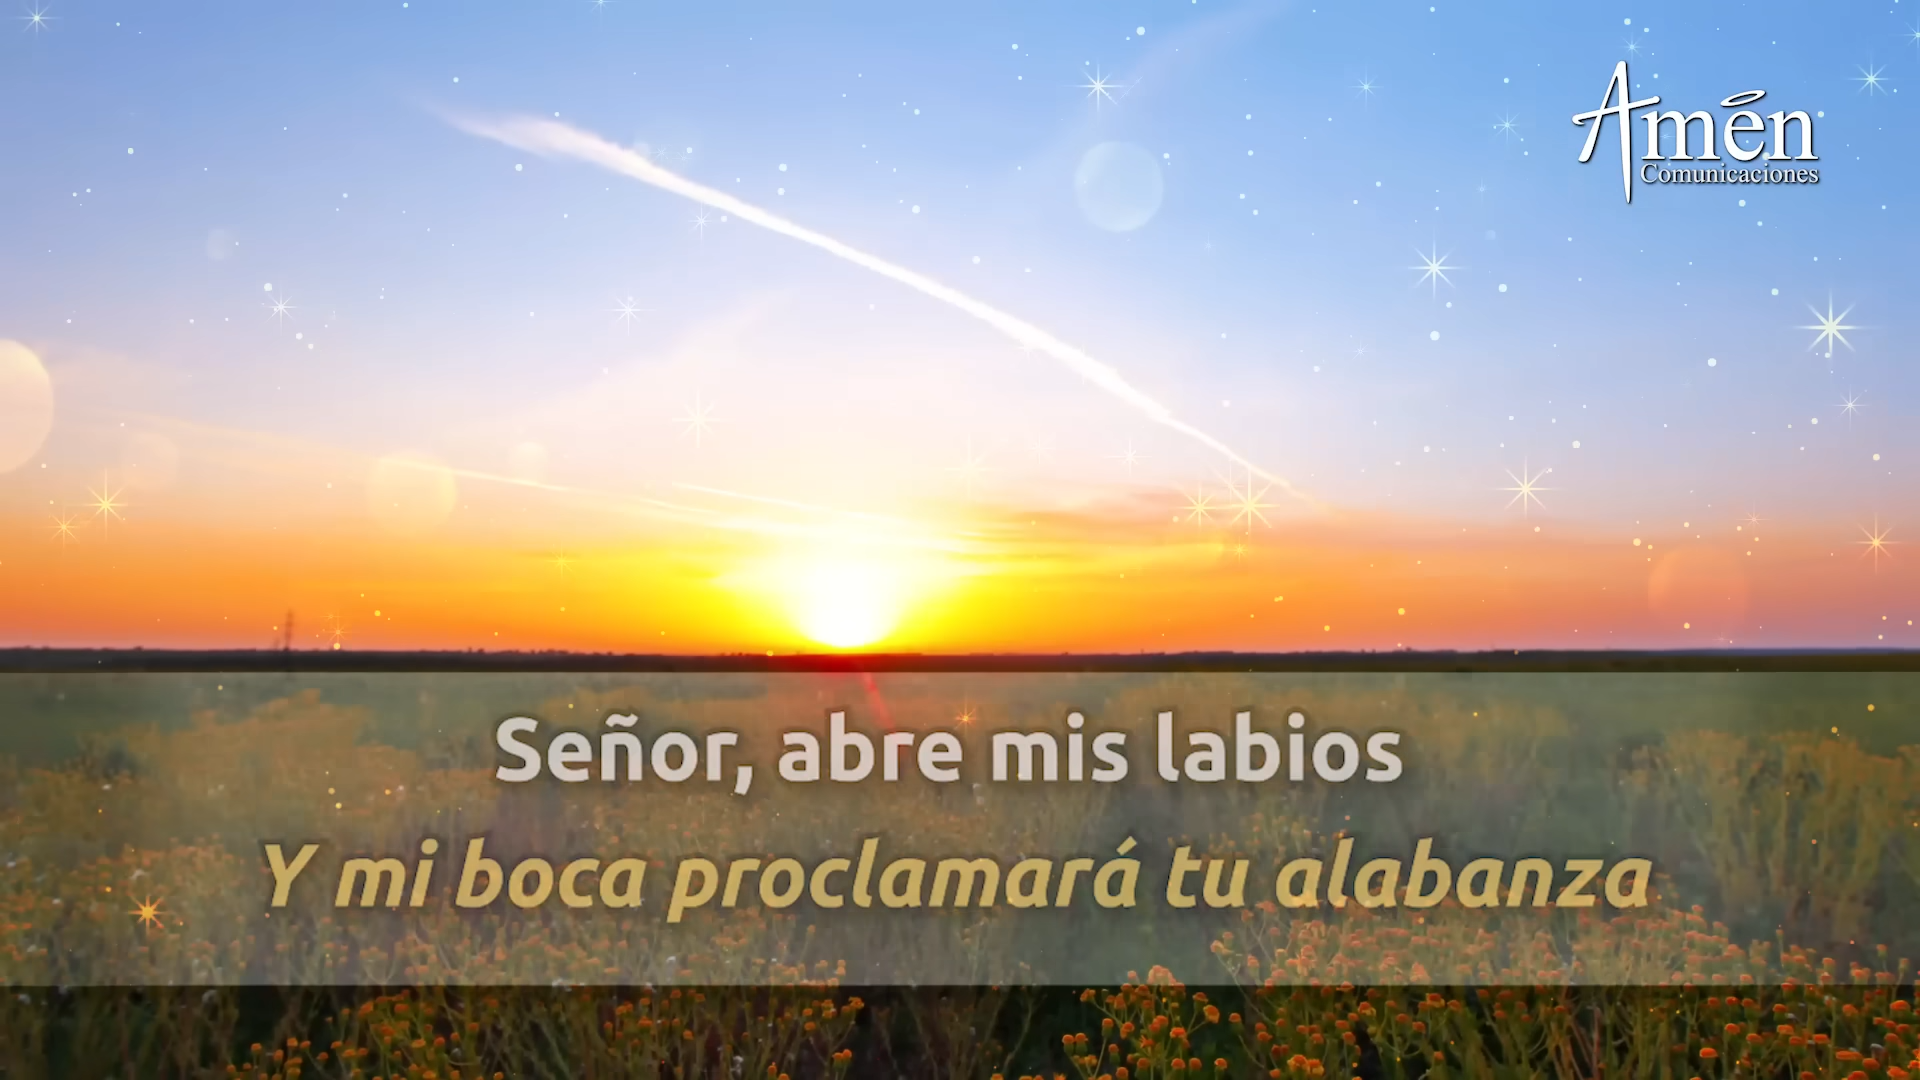 Amén
Comunicaciones
Señor, abre mis labios
Y mi boca proclamará tu alabanza